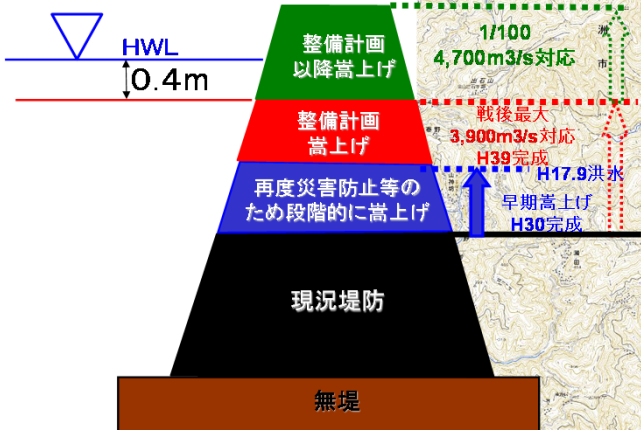 HWL
0.4m
整備計画
以降嵩上げ
整備計画
嵩上げ
再度災害防止等の
ため段階的に嵩上げ
現況堤防
無堤
1/100
4,700m3/s対応
戦後最大
3,900m3/s対応
H39完成
H17.9洪水
早期嵩上げ
H30完成
市
出石山